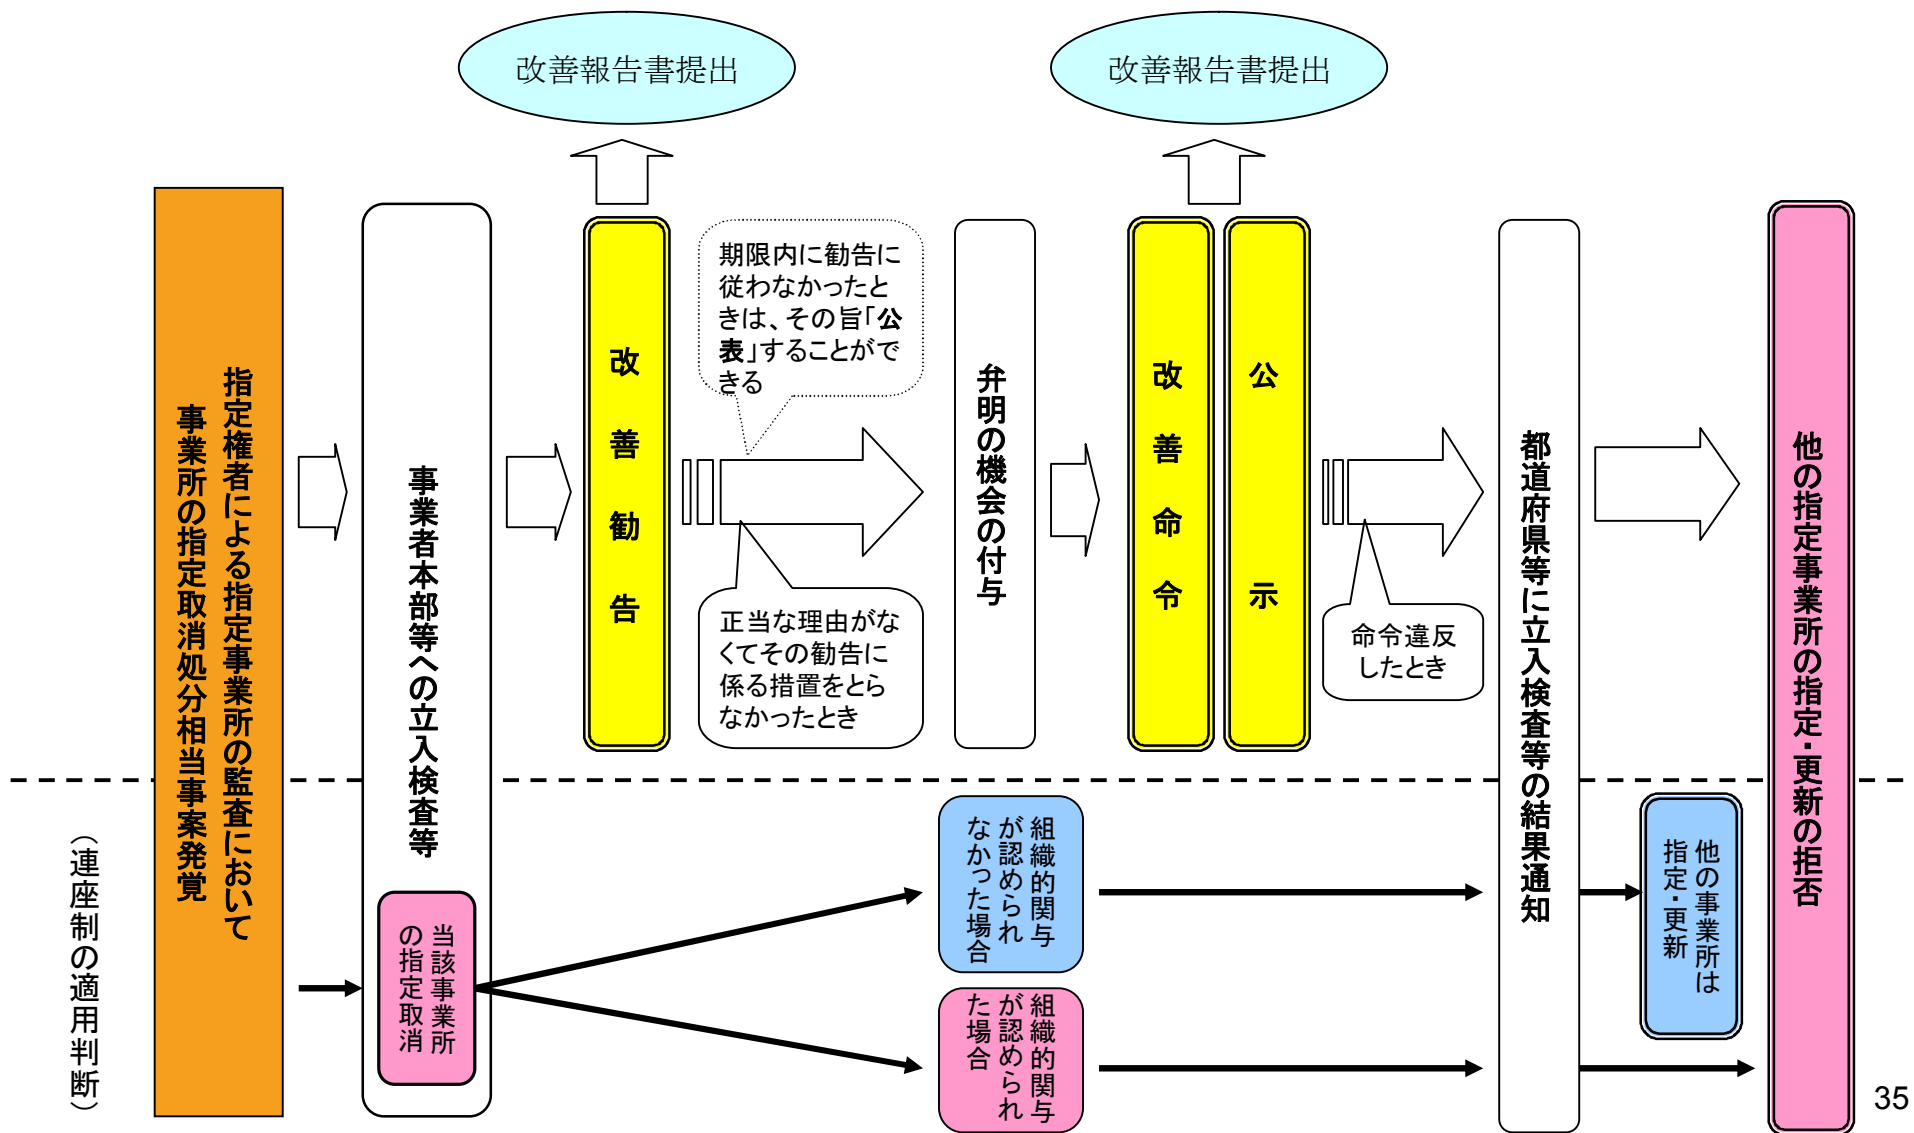 改善報告書提出
改善報告書提出
指定権者による指定事業所の監査において
事業所の指定取消処分相当事案発覚
事業者本部等への立入検査等
改善勧告
期限内に勧告に
従わなかったと
きは、その旨「公
表」することがで
きる
正当な理由がな
くてその勧告に
係る措置をとら
なかったとき
弁明の機会の付与
改善命令
公示
命令違反
したとき
都道府県等に立入検査等の結果通知
他の指定事業所の指定・更新の拒否
（連座制の適用判断）
当該事業所
の指定取消
組織的関与
が認められ
なかった場合
組織的関与
が認められ
た場合
他の事業所は
指定・更新
35